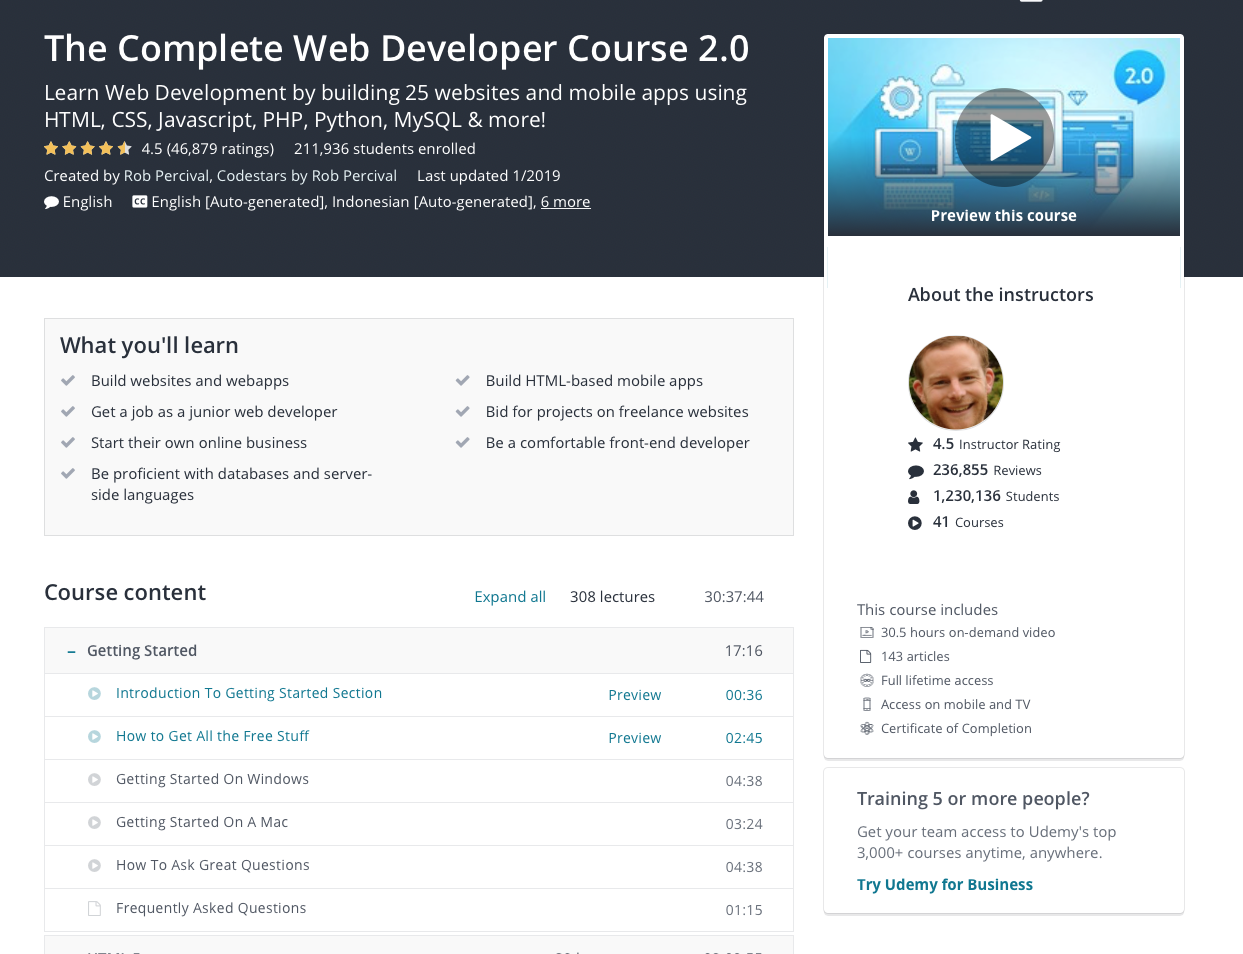 The Complete Web Developer Course 2.0
Learn Web Development by building 25 websites and mobile apps using
HTML, CSS, Javascript, PHP, Python, MySQL & more!
4.5 (46,879 ratings) 211,936 students enrolled
Created by Rob Percival, Codestars by Rob Percival Last updated 1/2019
English CC English [Auto-generated], Indonesian [Auto-generated], 6 more
2.0
W
Preview this course
What you'll learn
Build websites and webapps
Get a job as a junior web developer
Start their own online business
Be proficient with databases and server-
side languages
Build HTML-based mobile apps
Bid for projects on freelance websites
Be a comfortable front-end developer
Course content Expand all 308 lectures 30:37:44
– Getting Started 17:16
Introduction To Getting Started Section Preview 00:36
How to Get All the Free Stuff Preview 02:45
Getting Started On Windows 04:38
Getting Started On A Mac 03:24
How To Ask Great Questions 04:38
Frequently Asked Questions 01:15
About the instructors
4.5 Instructor Rating
236,855 Reviews
1,230,136 Students
41 Courses
This course includes
30.5 hours on-demand video
143 articles
Full lifetime access
Access on mobile and TV
Certificate of Completion
Training 5 or more people?
Get your team access to Udemy's top
3,000+ courses anytime, anywhere.
Try Udemy for Business